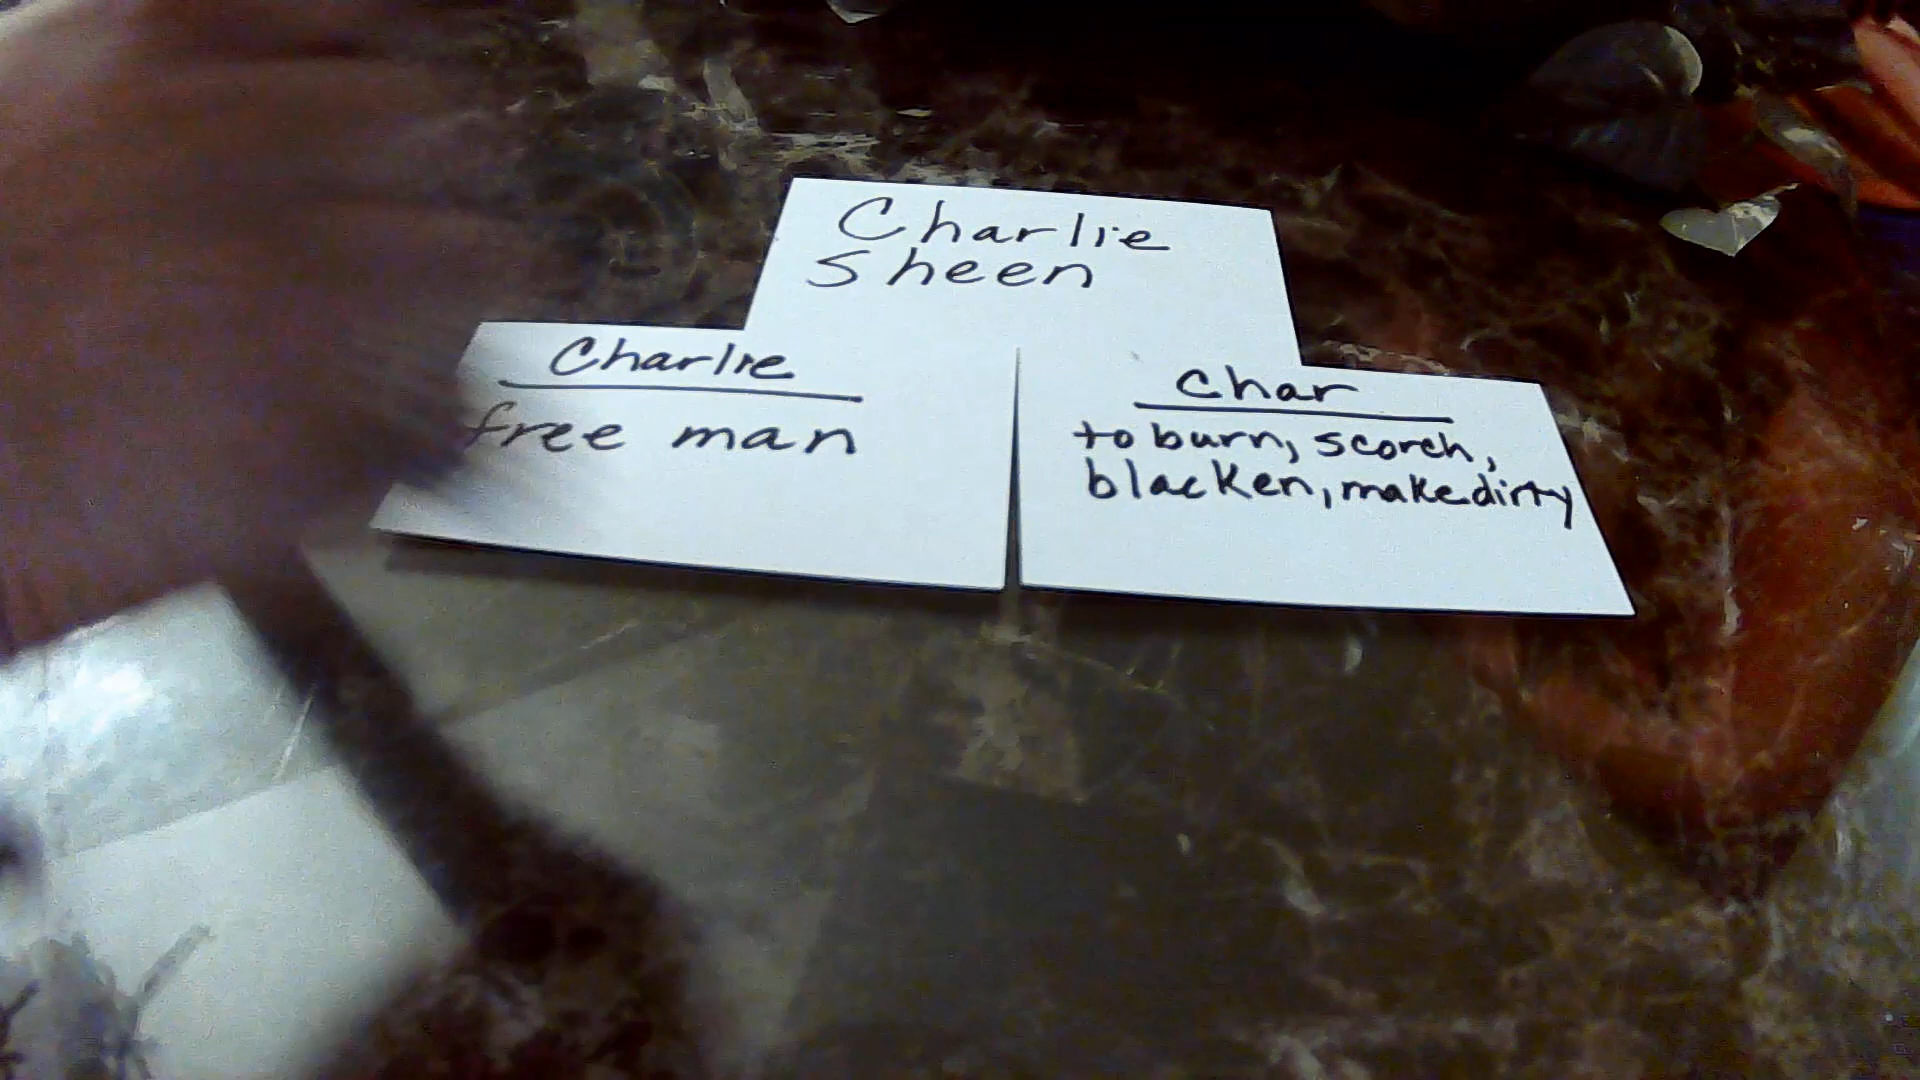 Charlie
Sheen
Charlie
free man
char
to burn, scorch,
blacken, make dirty